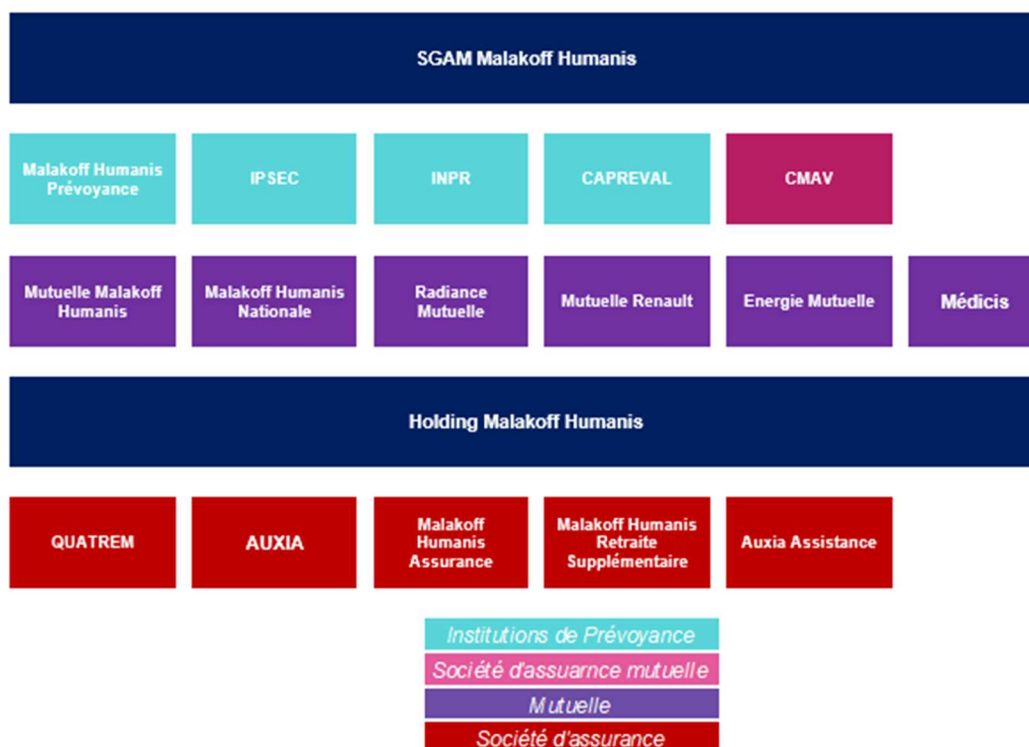 SGAM Malakoff Humanis
Malakoff Humanis
Prévoyance
IPSEC
INPR
CAPREVAL
CMAV
Mutuelle Malakoff
Humanis
Malakoff Humanis
Nationale
Radiance
Mutuelle
Mutuelle Renault
Energie Mutuelle
Médicis
Holding Malakoff Humanis
QUATREM
AUXIA
Malakoff
Humanis
Assurance
Malakoff Humanis
Retraite
Supplémentaire
Auxia Assistance
Institutions de Prévoyance
Société d'assuarnce mutuelle
Mutuelle
Société d'assurance